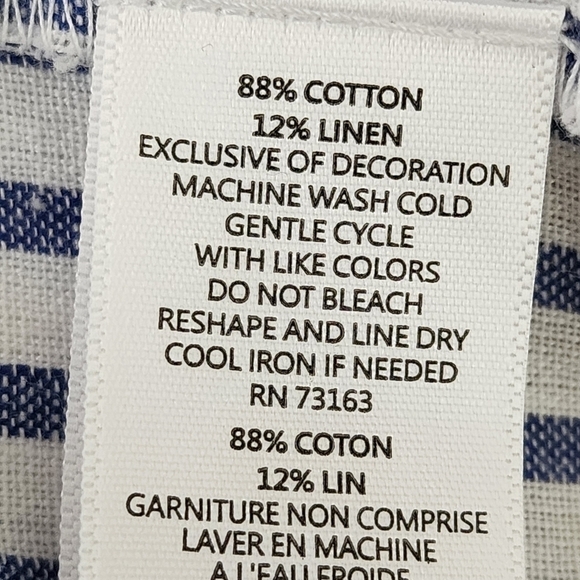 88% COTTON
12% LINEN
EXCLUSIVE OF DECORATION
MACHINE WASH COLD
GENTLE CYCLE
WITH LIKE COLORS
DO NOT BLEACH
RESHAPE AND LINE DRY
COOL IRON IF NEEDED
RN 73163
88% COTON
12% LIN
GARNITURE NON COMPRISE
LAVER EN MACHINE
A L'EAU FROIDE